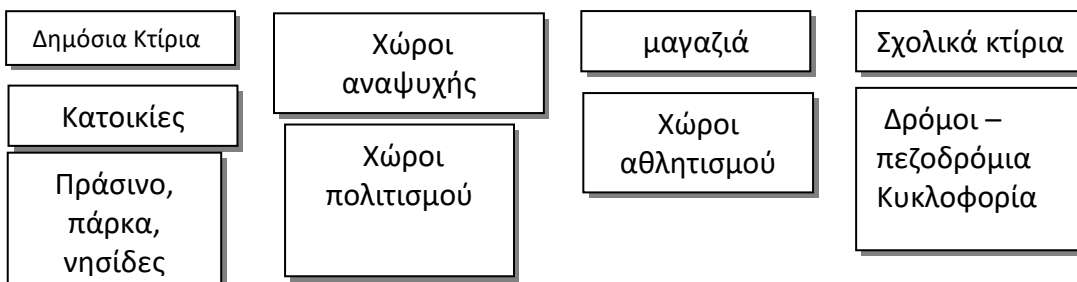 Δημόσια Κτίρια
Κατοικίες
Πράσινο,
πάρκα,
νησίδες
Χώροι
αναψυχής
Χώροι
πολιτισμού
μαγαζιά
Χώροι
αθλητισμού
Σχολικά κτίρια
Δρόμοι –
πεζοδρόμια
Κυκλοφορία